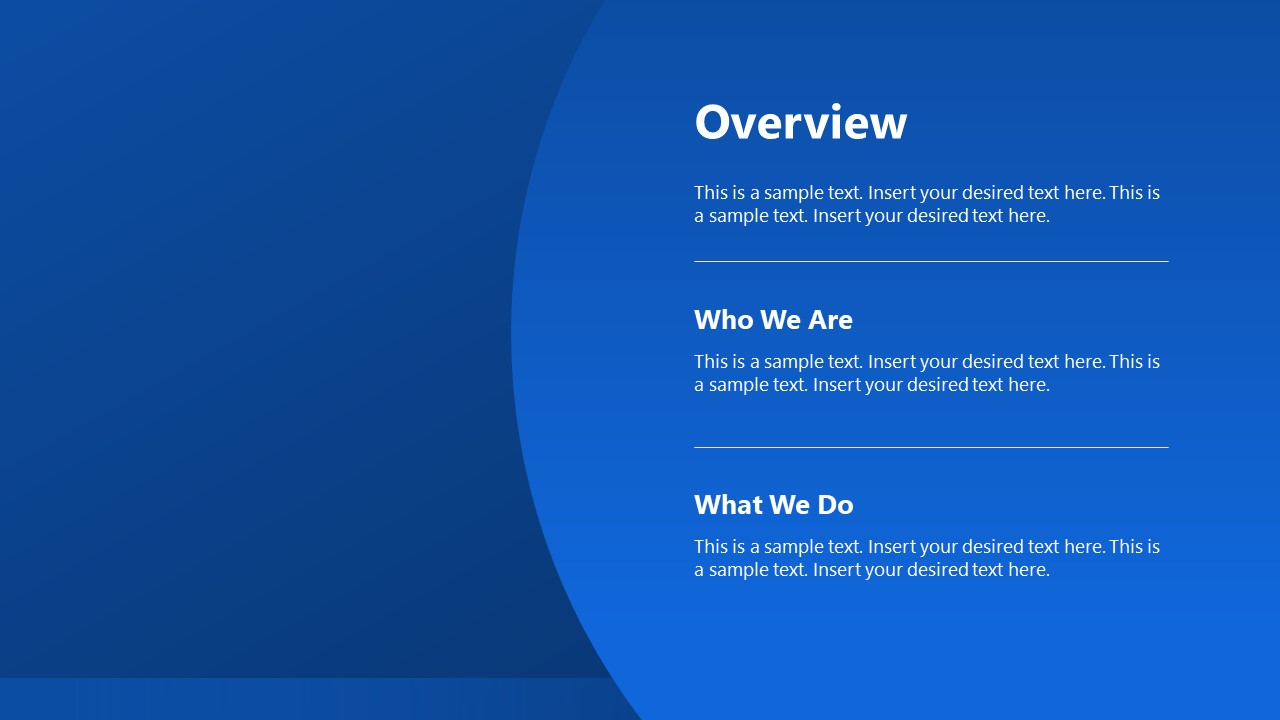 Overview
This is a sample text. Insert your desired text here. This is
a sample text. Insert your desired text here.
Who We Are
This is a sample text. Insert your desired text here. This is
a sample text. Insert your desired text here.
What We Do
This is a sample text. Insert your desired text here. This is
a sample text. Insert your desired text here.